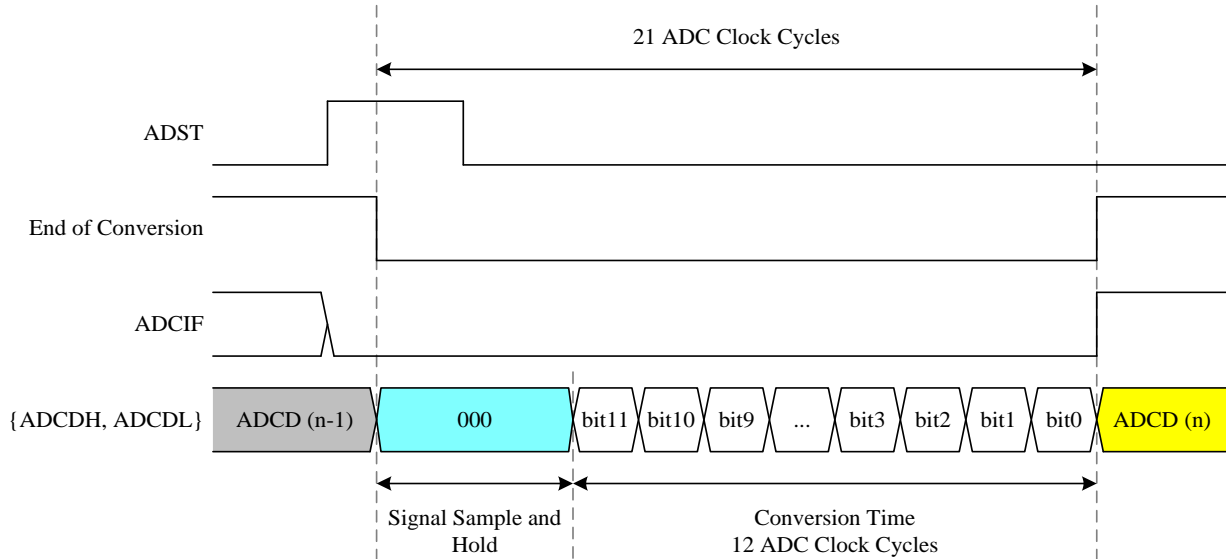 21 ADC Clock Cycles
ADST
End of Conversion
ADCIF
{ADCDH, ADCDL}
ADCD (n-1)
000
bit11
bit10
bit9
...
bit3
bit2
bit1
bit0
ADCD (n)
Signal Sample and
Hold
Conversion Time
12 ADC Clock Cycles